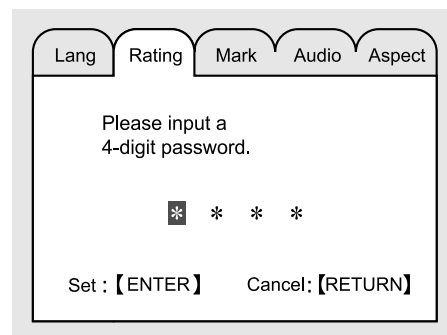 Lang Rating Mark Audio Aspect
Please input a
4-digit password.
* * * *
Set :【ENTER】 Cancel:【RETURN】